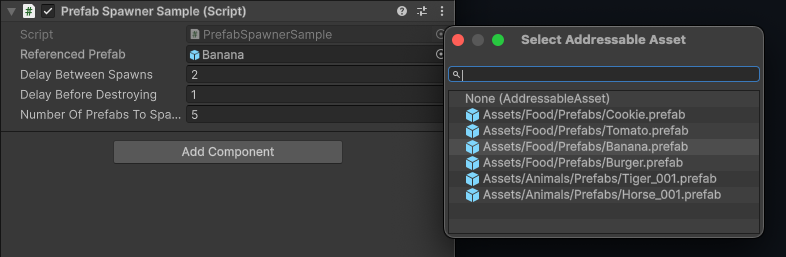 Prefab Spawner Sample (Script)
Script
PrefabSpawnerSample
Referenced Prefab
Banana
Delay Between Spawns
2
Delay Before Destroying
1
Number Of Prefabs To Spa...
5
Add Component
Select Addressable Asset
None (AddressableAsset)
Assets/Food/Prefabs/Cookie.prefab
Assets/Food/Prefabs/Tomato.prefab
Assets/Food/Prefabs/Banana.prefab
Assets/Food/Prefabs/Burger.prefab
Assets/Animals/Prefabs/Tiger_001.prefab
Assets/Animals/Prefabs/Horse_001.prefab